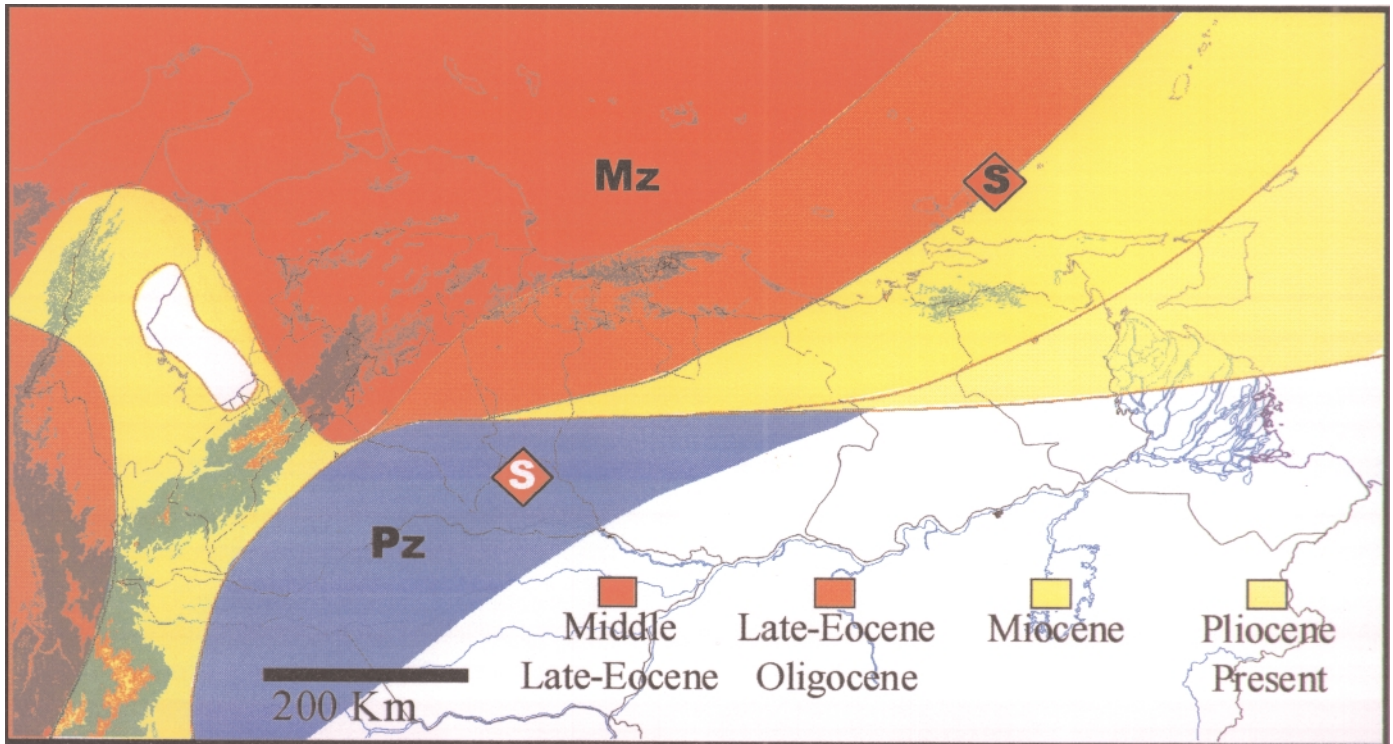 Mz
S
S
Pz
Middle
Late-Eocene
Late-Eocene
Oligocene
Miocene
Pliocene
Present
200 Km